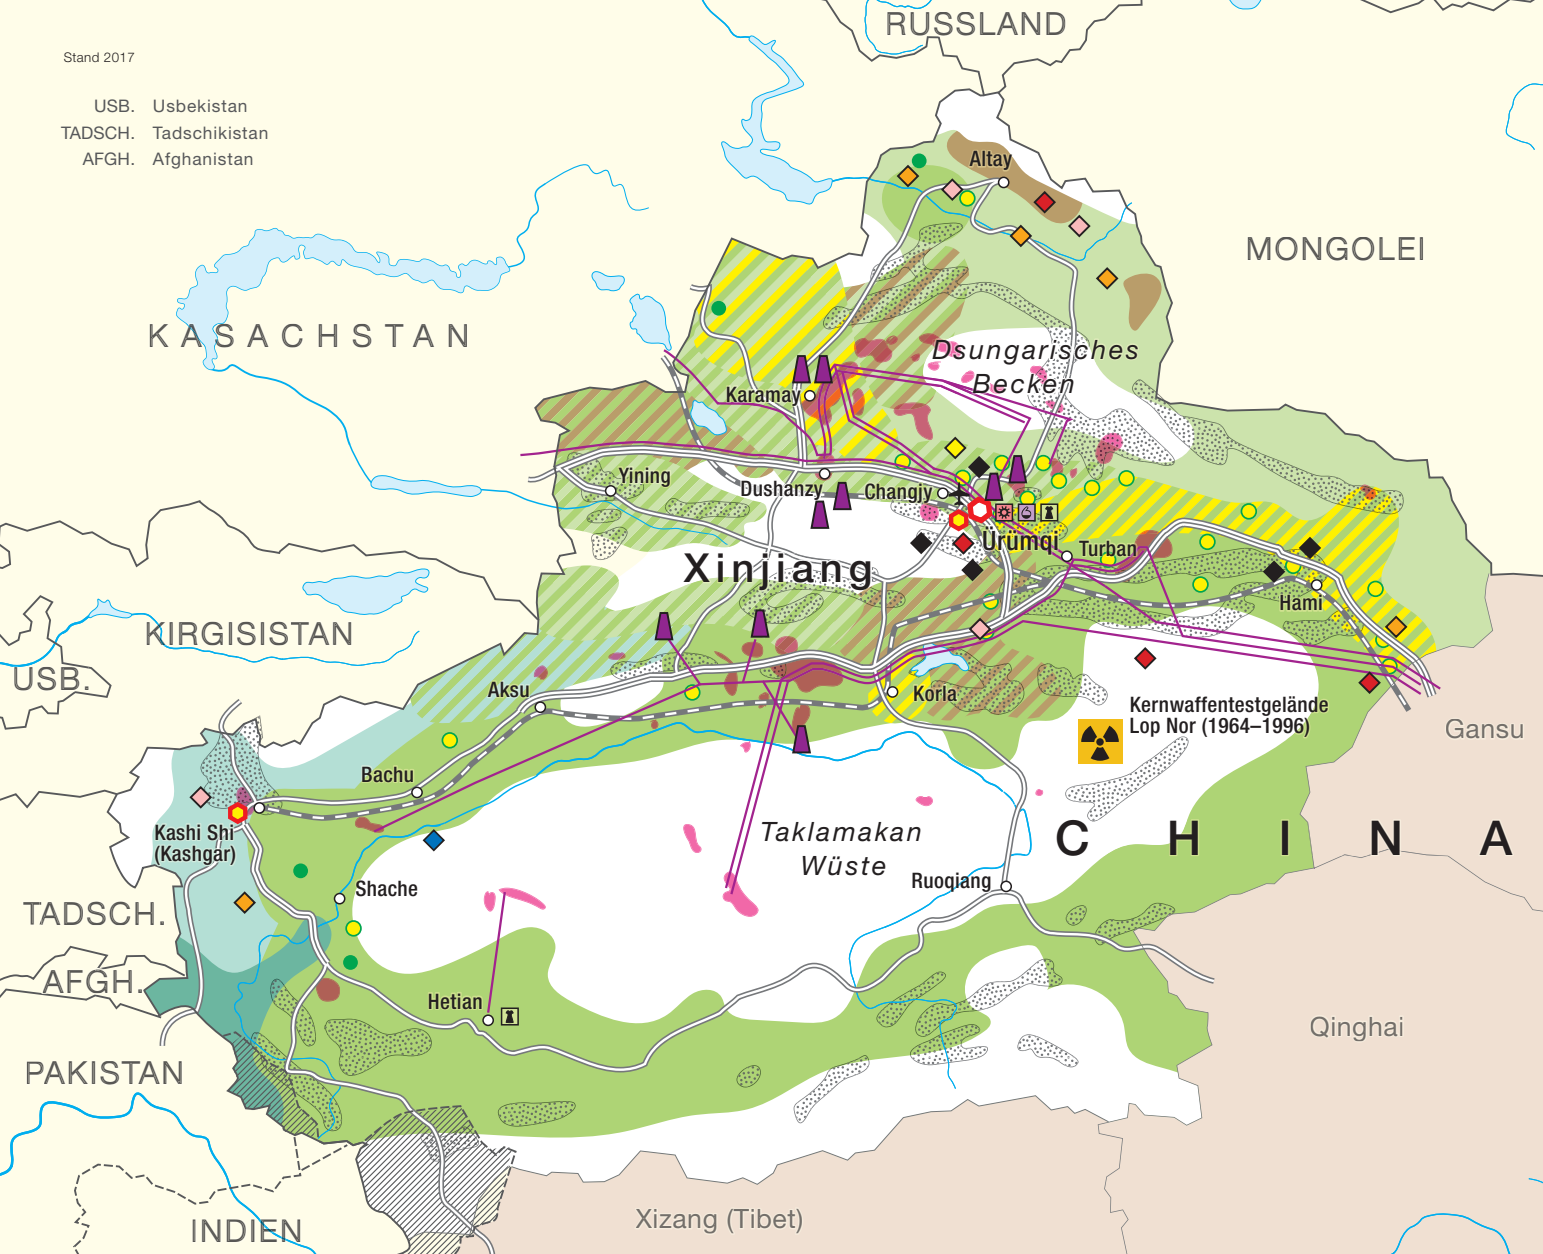 RUSSLAND
Stand 2017
USB. Usbekistan
TADSCH. Tadschikistan
AFGH. Afghanistan
Altay
MONGOLEI
KASACHSTAN
Dsungarisches
Becken
Karamay
Yining
Dushanzy
Changjy
Ürümqi
Turban
Xinjiang
Hami
KIRGISISTAN
USB.
Aksu
Korla
Kernwaffentestgelände
Lop Nor (1964–1996)
Gansu
Bachu
Kashi Shi
(Kashgar)
Taklamakan
Wüste
CHINA
Ruoqiang
Shache
TADSCH.
AFGH.
Hetian
Qinghai
PAKISTAN
Xizang (Tibet)
INDIEN